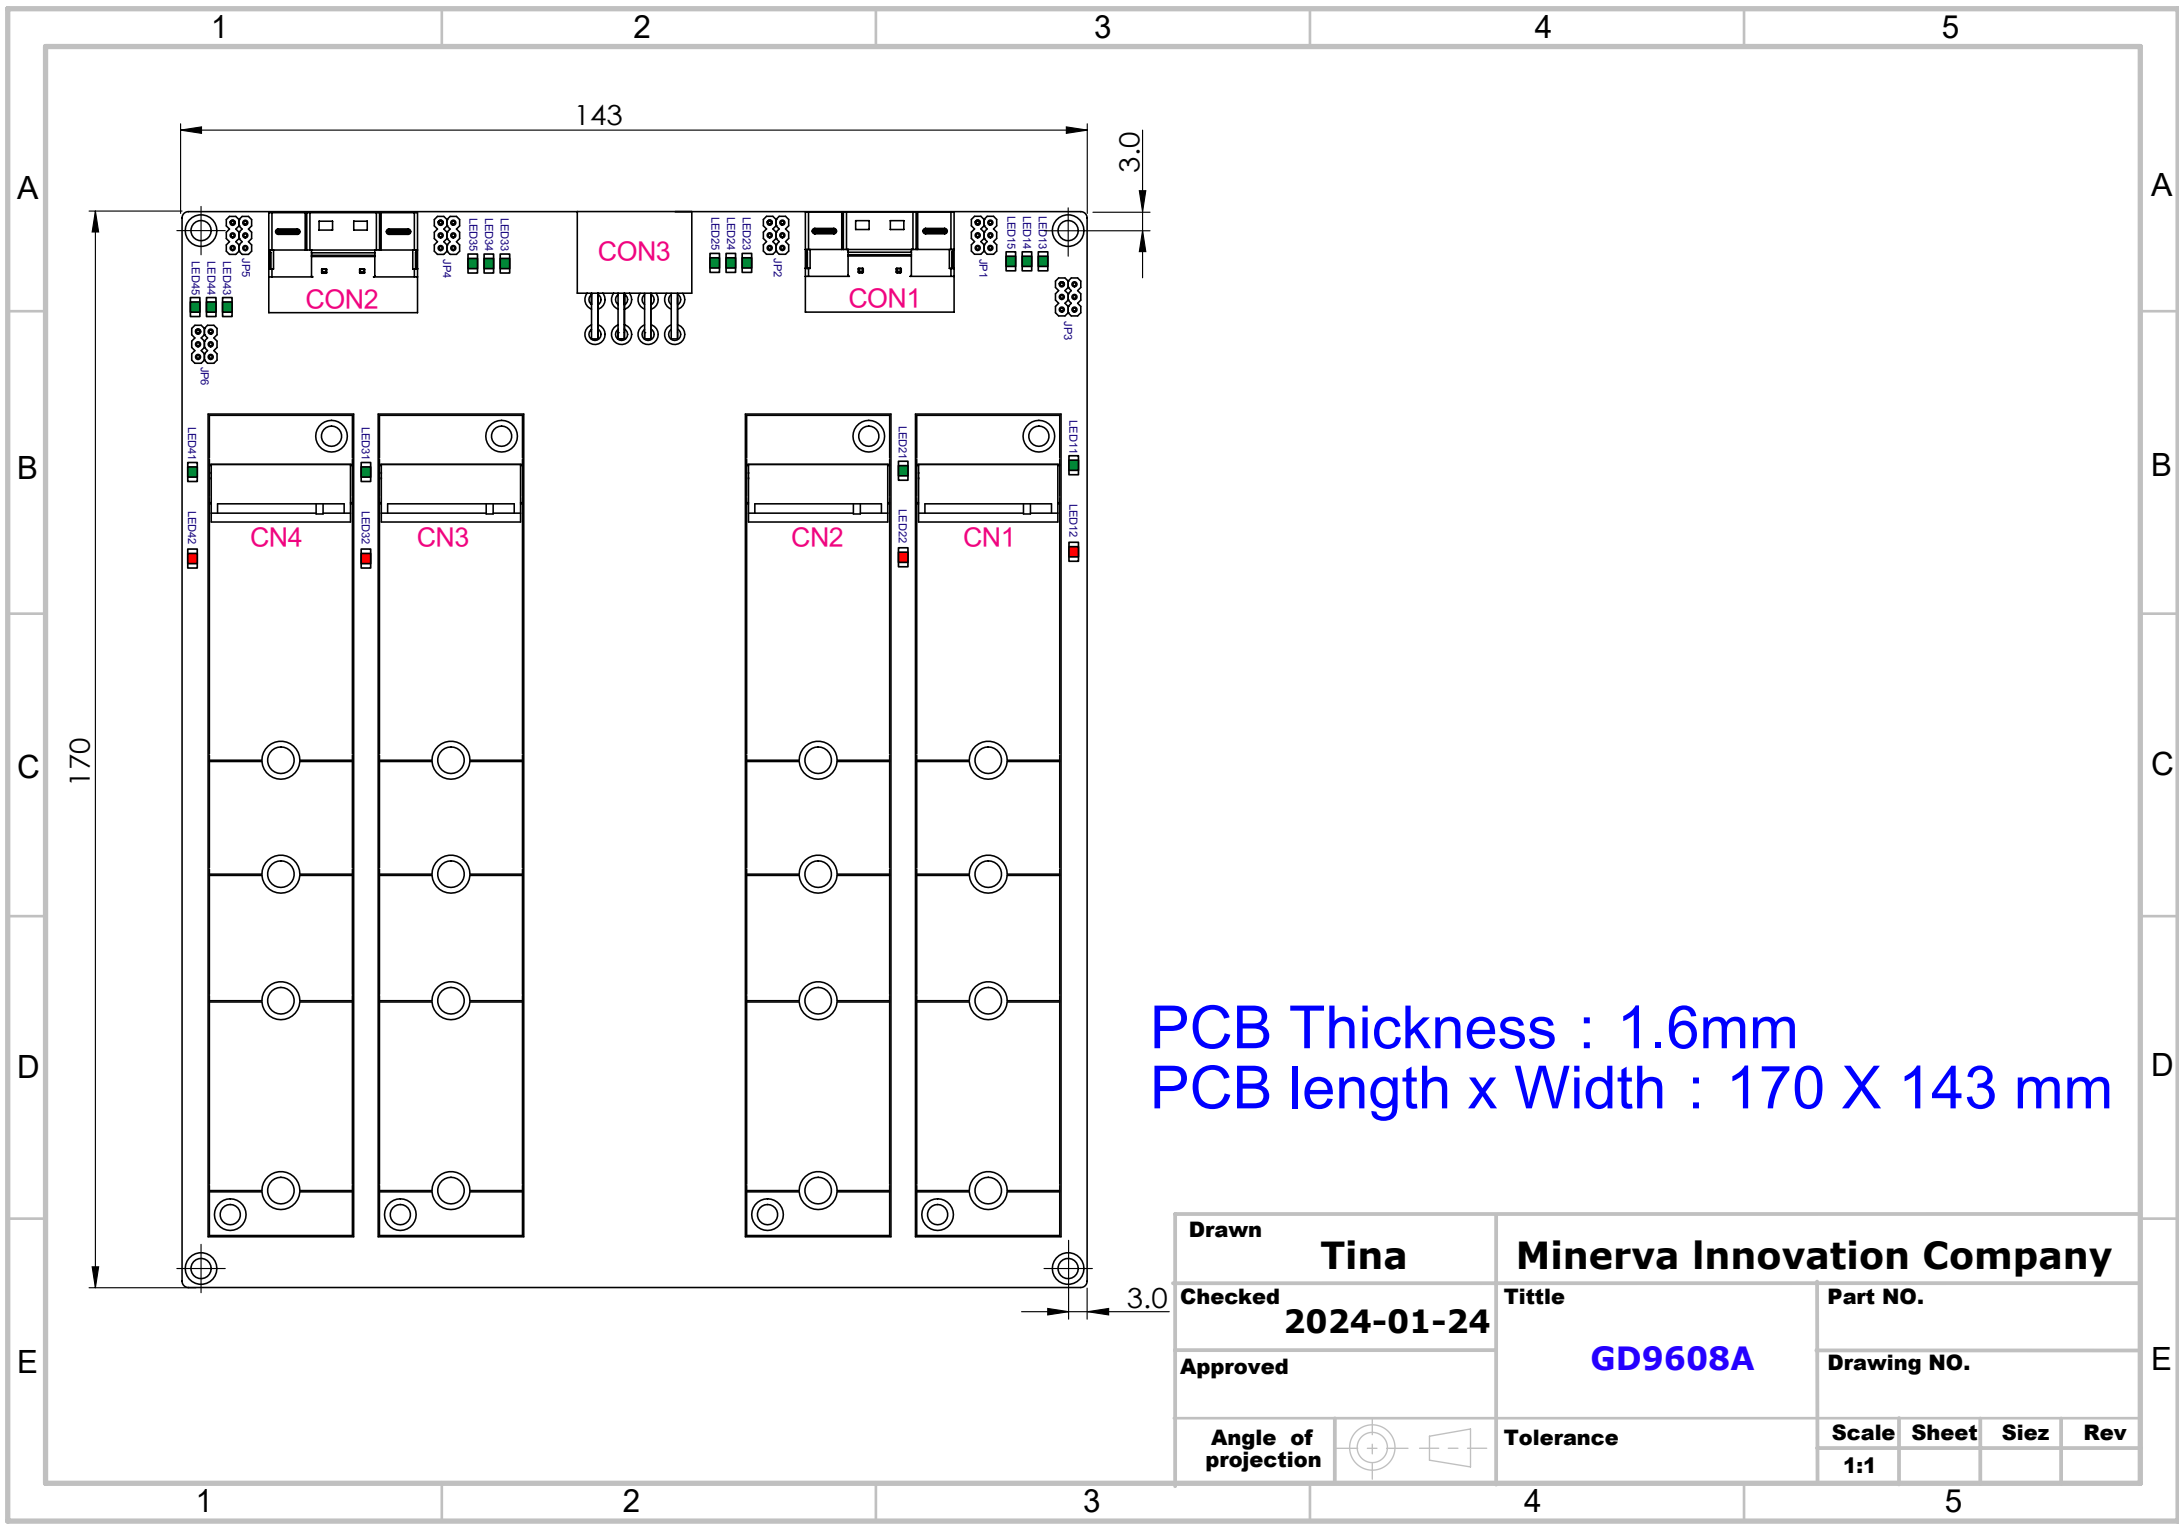 1 2 3 4 5
143
3.0
A A
LED35 LED34 LED33
LED25 LED24 LED23
LED15 LED14 LED13
CON3
JP5 JP4 JP2 JP1
LED45 LED44 LED43
CON2 CON1
JP3
JP6
LED41 LED31 LED21 LED11
B B
LED42 LED32 LED22 LED12
CN4 CN3 CN2 CN1
170
C C
PCB Thickness : 1.6mm
D D
PCB length x Width : 170 X 143 mm
Drawn
Tina
Minerva Innovation Company
3.0
Checked
2024-01-24
Tittle
GD9608A
Part NO.
E E
Approved
Drawing NO.
Angle of
projection
Tolerance
Scale Sheet Siez Rev
1:1
1 2 3 4 5